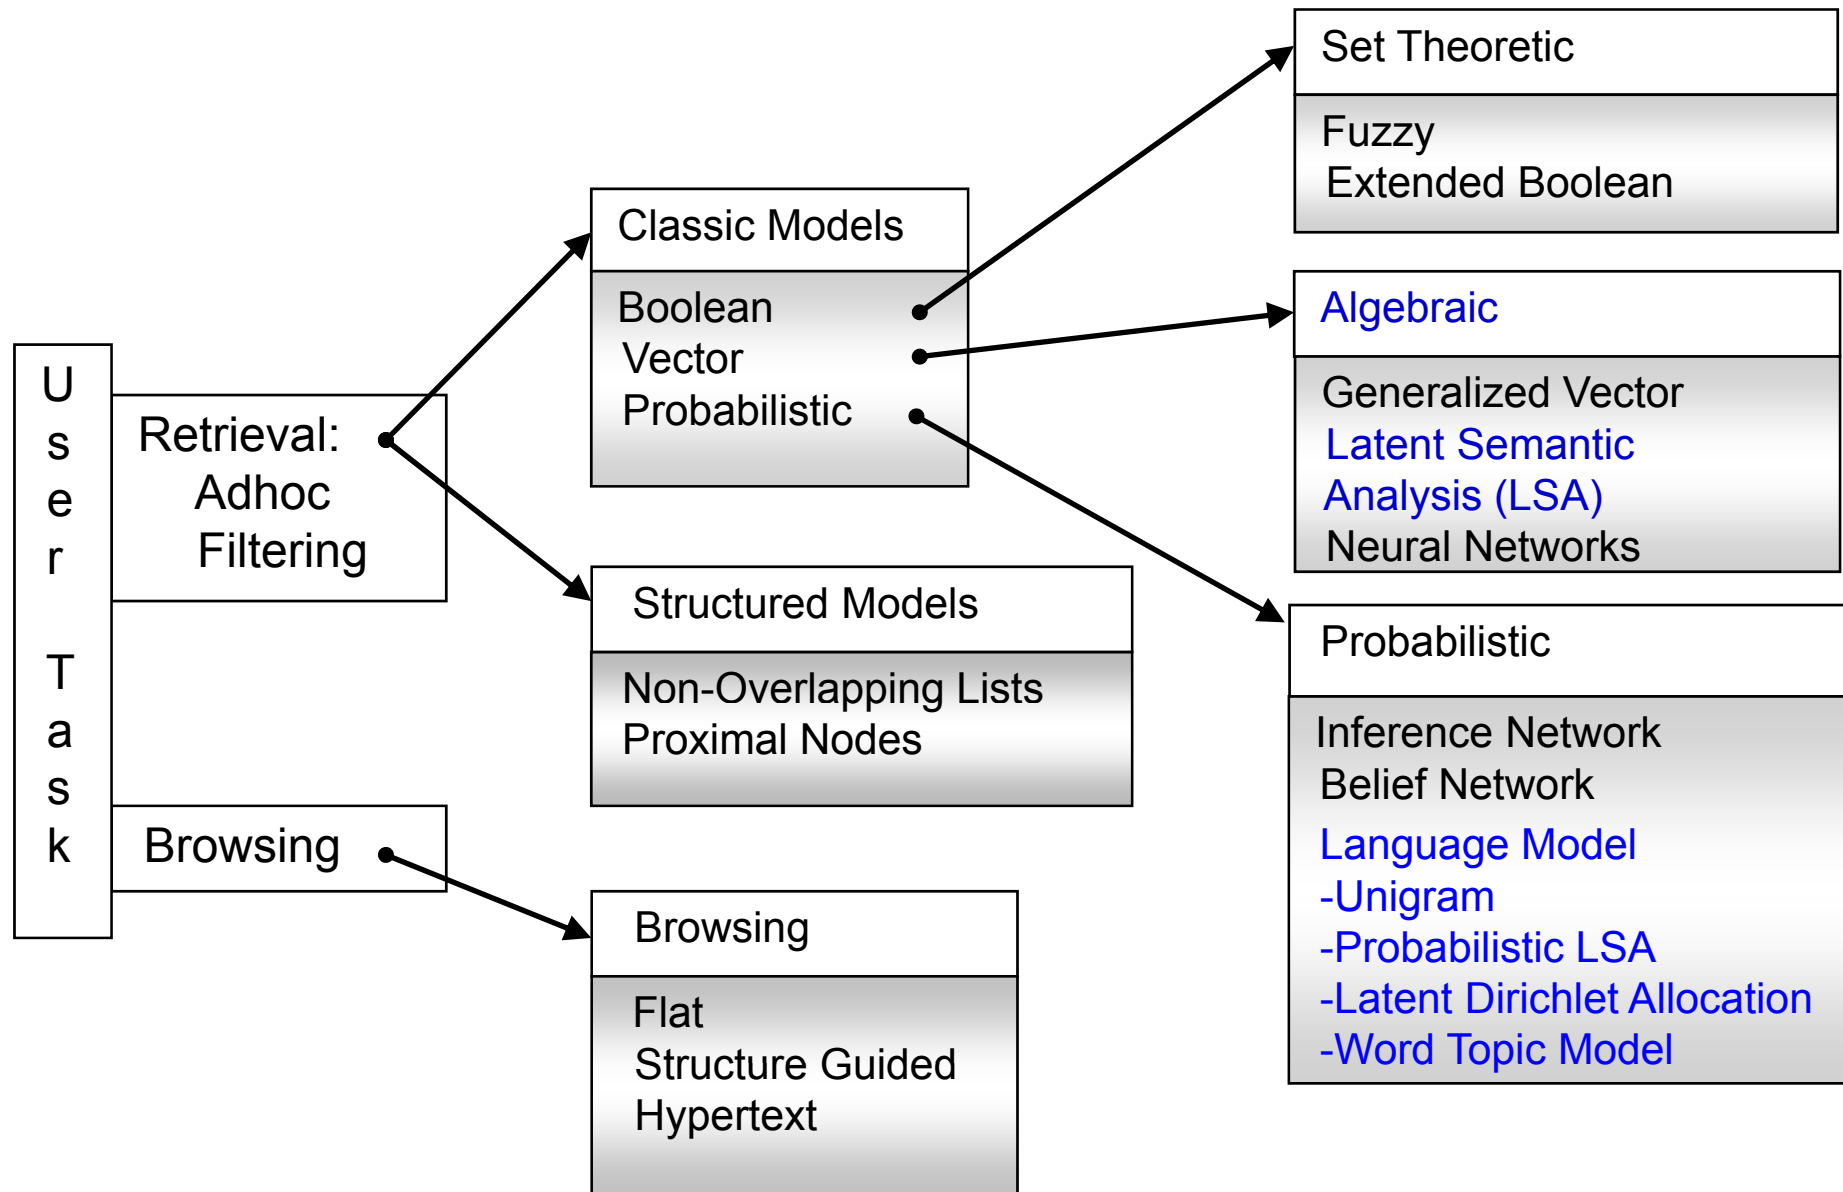 User Task
Retrieval:
Adhoc
Filtering
Browsing
Classic Models
Boolean
Vector
Probabilistic
Structured Models
Non-Overlapping Lists
Proximal Nodes
Browsing
Flat
Structure Guided
Hypertext
Set Theoretic
Fuzzy
Extended Boolean
Algebraic
Generalized Vector
Latent Semantic
Analysis (LSA)
Neural Networks
Probabilistic
Inference Network
Belief Network
Language Model
-Unigram
-Probabilistic LSA
-Latent Dirichlet Allocation
-Word Topic Model